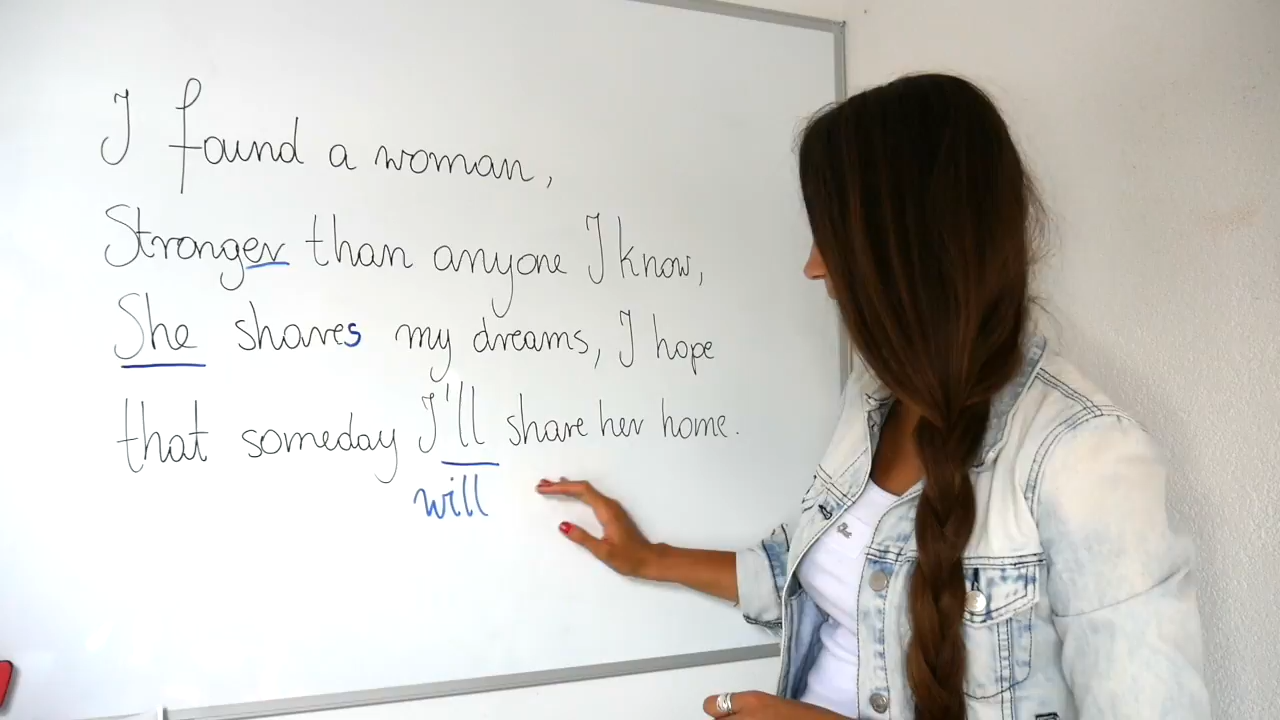 I found a woman,
Stronger than anyone I know,
She shares my dreams, I hope
that someday I'll share her home.
will